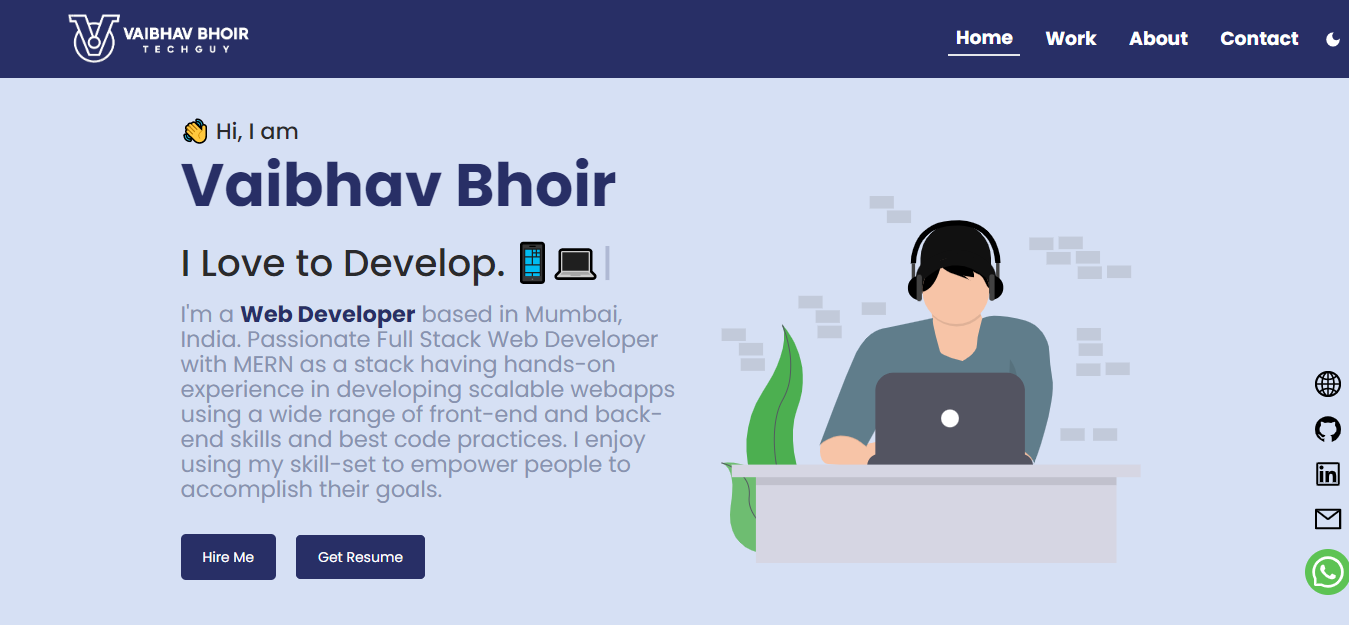 VAIBHAV BHOIR
TECHGUY
Home Work About Contact
👋 Hi, I am
Vaibhav Bhoir
I Love to Develop. 📱💻 |
I'm a Web Developer based in Mumbai,
India. Passionate Full Stack Web Developer
with MERN as a stack having hands-on
experience in developing scalable webapps
using a wide range of front-end and back-
end skills and best code practices. I enjoy
using my skill-set to empower people to
accomplish their goals.
Hire Me Get Resume